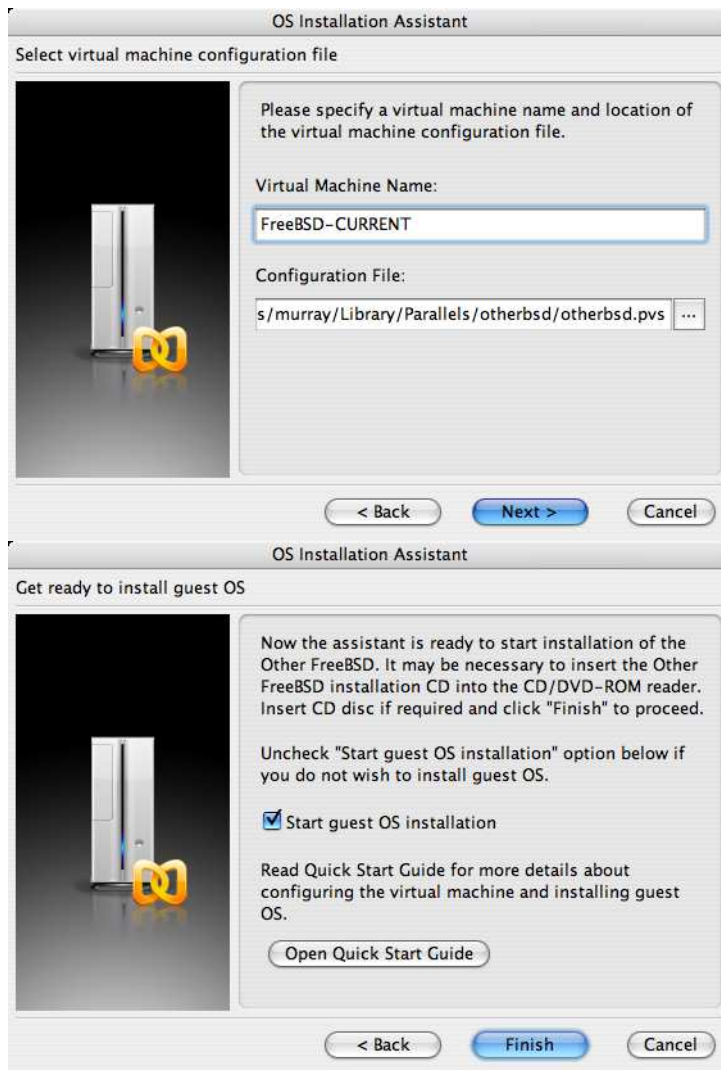 OS Installation Assistant
Select virtual machine configuration file
Please specify a virtual machine name and location of
the virtual machine configuration file.
Virtual Machine Name:
FreeBSD-CURRENT
Configuration File:
s/murray/Library/Parallels/otherbsd/otherbsd.pvs ...
< Back Next > Cancel
OS Installation Assistant
Get ready to install guest OS
Now the assistant is ready to start installation of the
Other FreeBSD. It may be necessary to insert the Other
FreeBSD installation CD into the CD/DVD-ROM reader.
Insert CD disc if required and click "Finish" to proceed.
Uncheck "Start guest OS installation" option below if
you do not wish to install guest OS.
Start guest OS installation
Read Quick Start Guide for more details about
configuring the virtual machine and installing guest
OS.
Open Quick Start Guide
< Back Finish Cancel